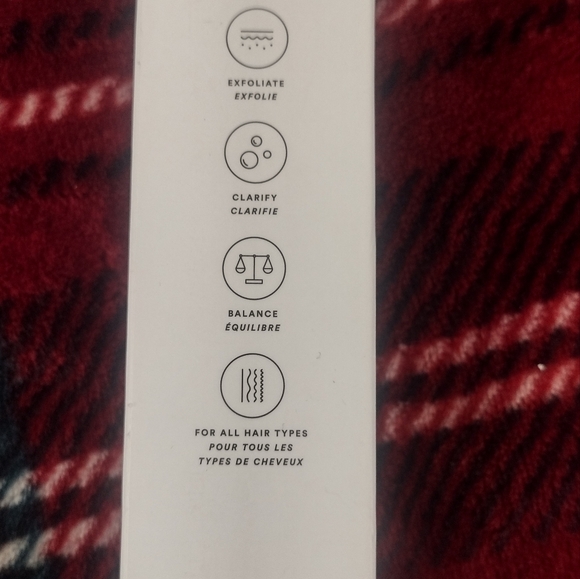 EXFOLIATE
EXFOLIE
CLARIFY
CLARIFIE
BALANCE
ÉQUILIBRE
FOR ALL HAIR TYPES
POUR TOUS LES
TYPES DE CHEVEUX